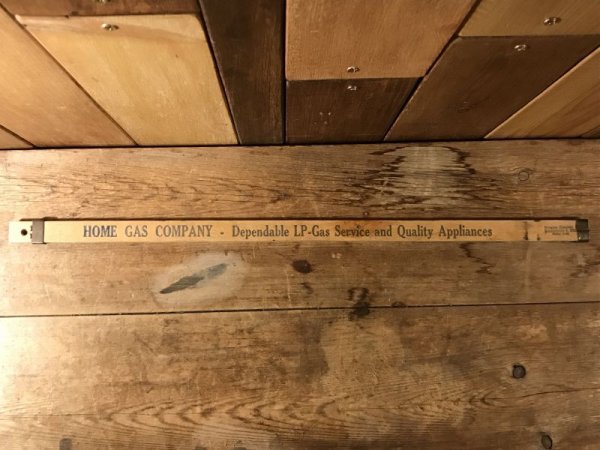 HOME GAS COMPANY - Dependable LP-Gas Service and Quality Appliances